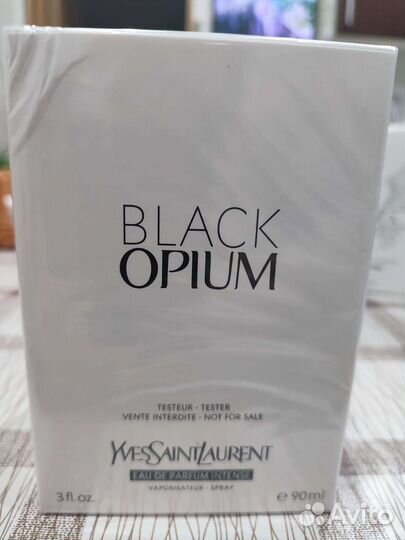 BLACK
OPIUM
TESTEUR - TESTER
VENTE INTERDITE - NOT FOR SALE
YVESSAINTLAURENT
EAU DE PARFUM INTENSE
VAPORISATEUR - SPRAY
3 fl.oz. ℮ 90ml
Avito